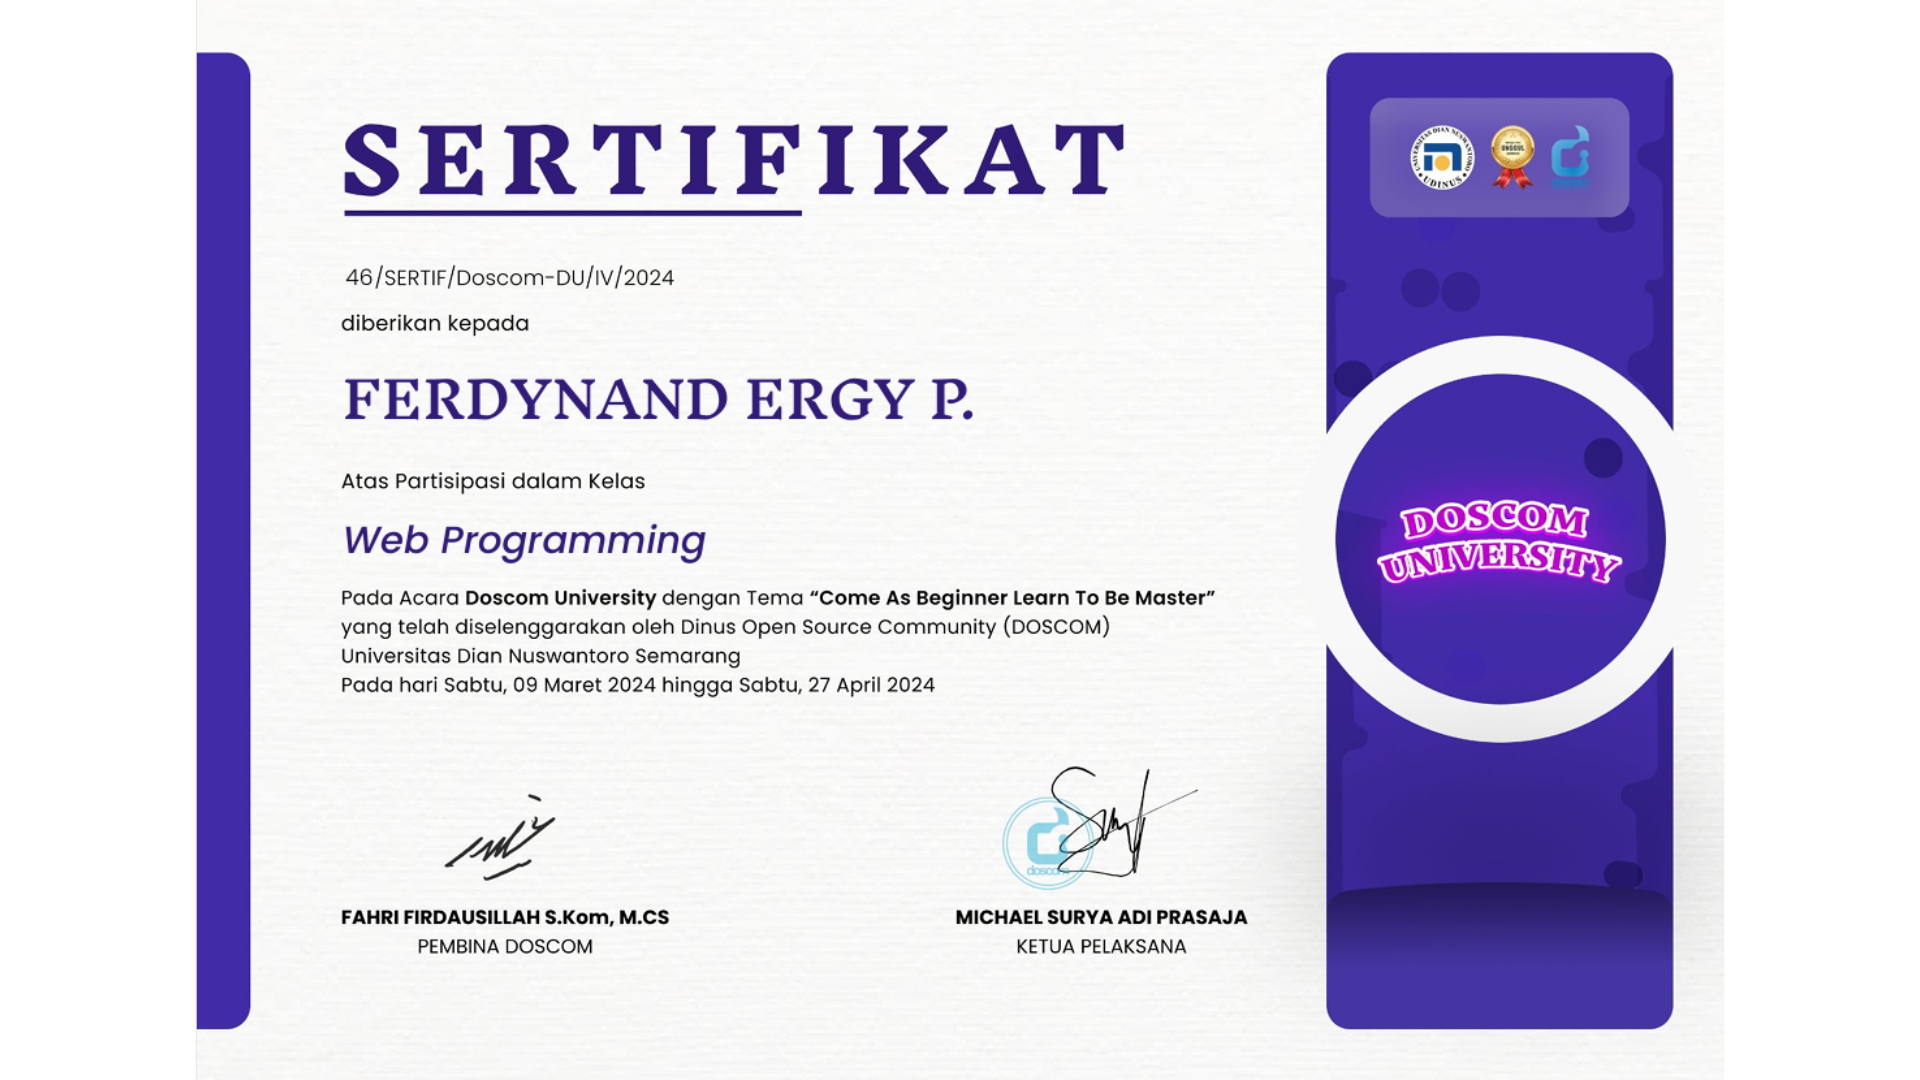 SERTIFIKAT
46/SERTIF/Doscom-DU/IV/2024
diberikan kepada
FERDYNAND ERGY P.
Atas Partisipasi dalam Kelas
Web Programming
Pada Acara Doscom University dengan Tema “Come As Beginner Learn To Be Master”
yang telah diselenggarakan oleh Dinus Open Source Community (DOSCOM)
Universitas Dian Nuswantoro Semarang
Pada hari Sabtu, 09 Maret 2024 hingga Sabtu, 27 April 2024
doscom
FAHRI FIRDAUSILLAH S.Kom, M.CS
PEMBINA DOSCOM
MICHAEL SURYA ADI PRASAJA
KETUA PELAKSANA
UNIVERSITAS DIAN NUSWANTORO
UDINUS
UNGGUL
DOSCOM
UNIVERSITY